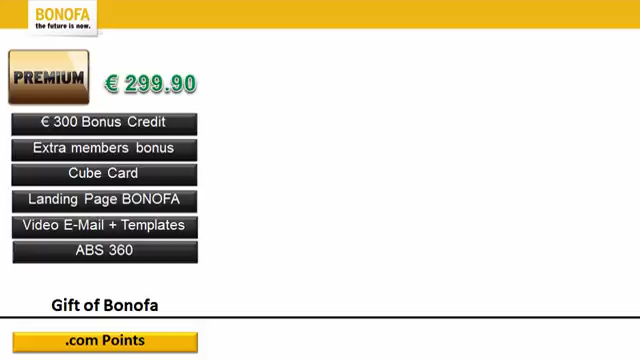 BONOFA
the future is now.
PREMIUM
€ 299.90
€ 300 Bonus Credit
Extra members bonus
Cube Card
Landing Page BONOFA
Video E-Mail + Templates
ABS 360
Gift of Bonofa
.com Points